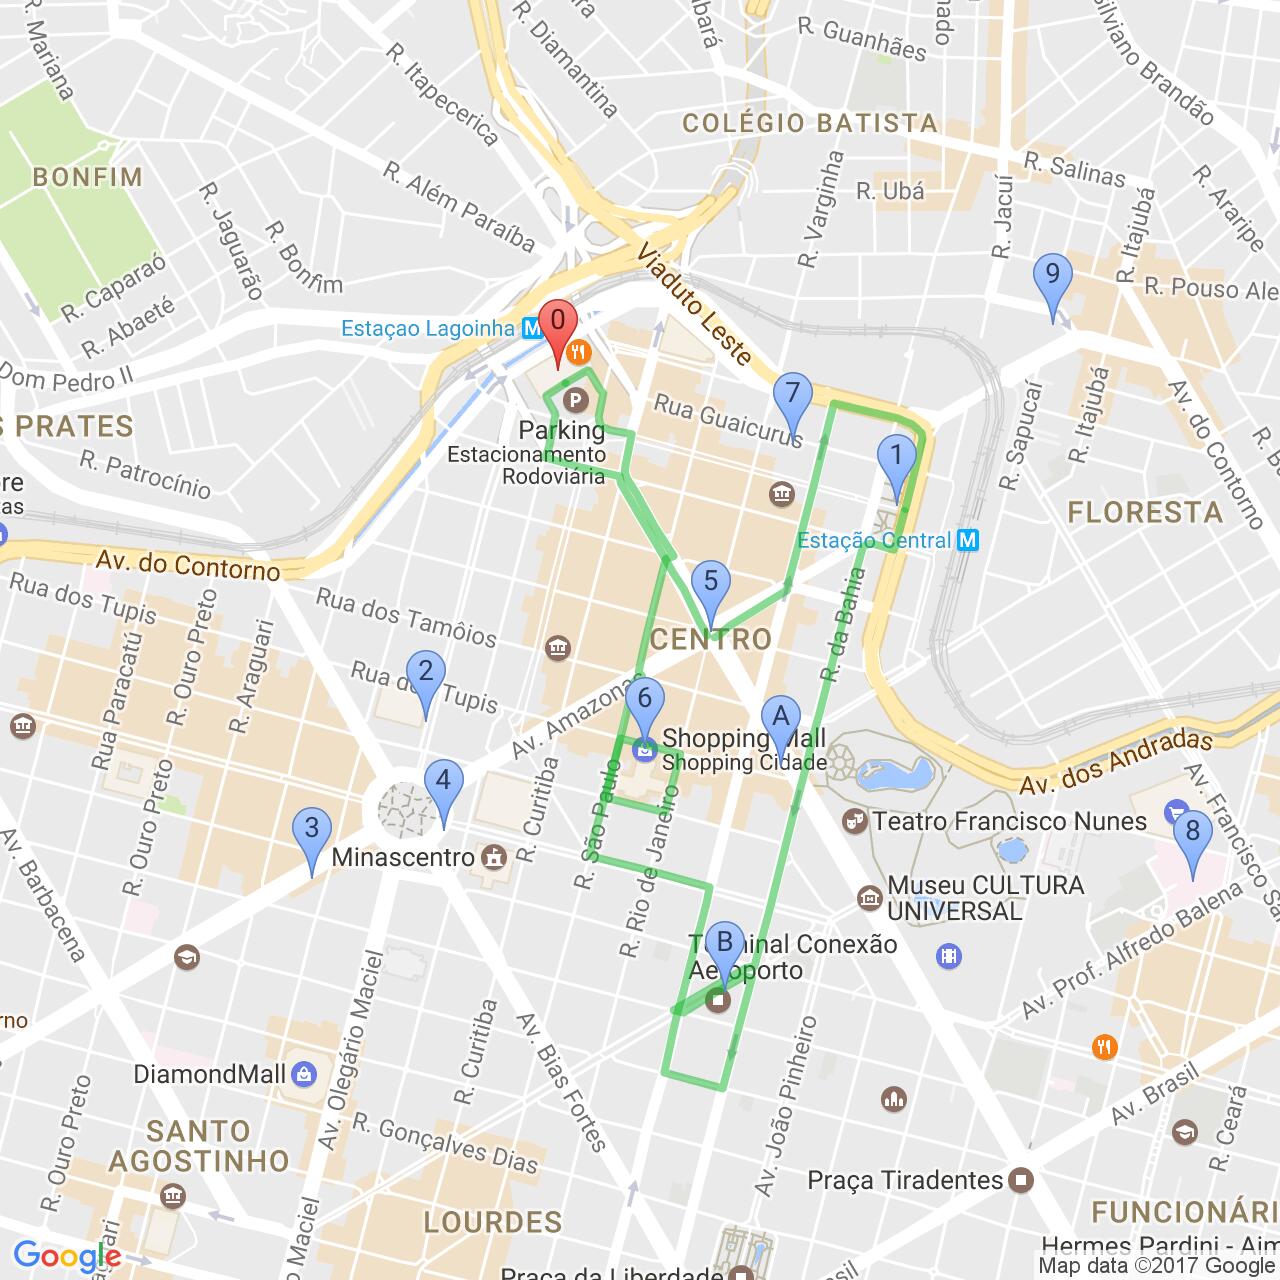 R. Mariana
R. Itapecerica
R. Diamantina
R. Guanhães
Silviano Brandão
COLÉGIO BATISTA
BONFIM
R. Além Paraíba
R. Jaguarão
R. Bonfim
R. Varginha
R. Ubá
R. Jacuí
R. Salinas
R. Itajubá
R. Araripe
R. Caparaó
R. Abaeté
Viaduto Leste
9
R. Pouso Ale
Estaçao Lagoinha
M
0
Dom Pedro II
S PRATES
R. Patrocínio
P
Parking
Estacionamento
Rodoviária
Rua Guaicurus
7
1
R. Sapucaí
R. Itajubá
Av. do Contorno
FLORESTA
Estação Central
M
Av. do Contorno
Rua dos Tupis
Rua dos Tamôios
R. Ouro Preto
R. Araguari
Rua Paracatú
5
CENTRO
R. da Bahia
2
Rua dos Tupis
Av. Amazonas
6
A
Shopping Mall
Shopping Cidade
Av. dos Andradas
4
3
Minascentro
R. Curitiba
R. São Paulo
R. Rio de Janeiro
R. Ouro Preto
Av. Barbacena
Teatro Francisco Nunes
8
Av. Francisco Sa
Museu CULTURA
UNIVERSAL
Av. Prof. Alfredo Balena
B
Terminal Conexão
Aeroporto
orno
DiamondMall
Av. Olegário Maciel
R. Curitiba
Av. Bias Fortes
Av. João Pinheiro
Av. Brasil
R. Ceará
R. Ouro Preto
SANTO
AGOSTINHO
R. Gonçalves Dias
Praça Tiradentes
LOURDES
FUNCIONÁRI
Hermes Pardini - Aim
Google
Praça da Liberdade
Map data ©2017 Google